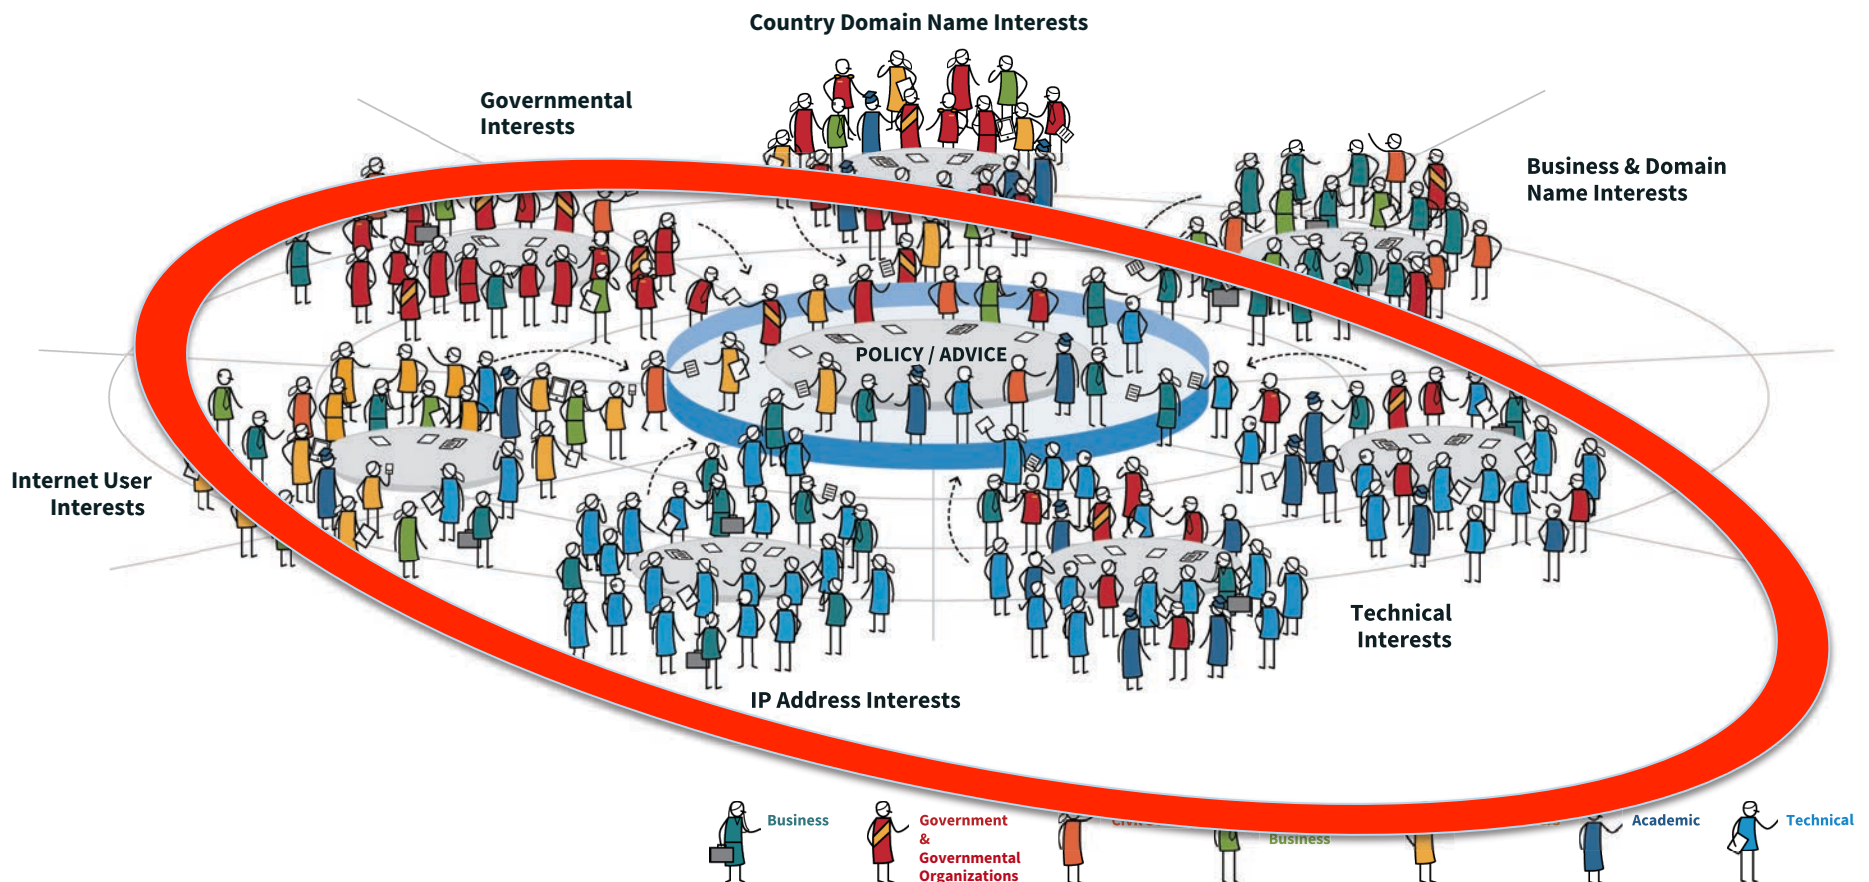 Country Domain Name Interests
Governmental
Interests
Business & Domain
Name Interests
POLICY / ADVICE
Internet User
Interests
Technical
Interests
IP Address Interests
Business
Government
&
Governmental
Organizations
Business
Academic
Technical